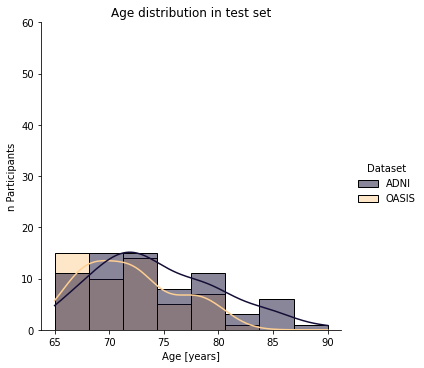 Age distribution in test set
60
50
40
30
20
10
0
n Participants
65
70
75
80
85
90
Age [years]
Dataset
ADNI
OASIS